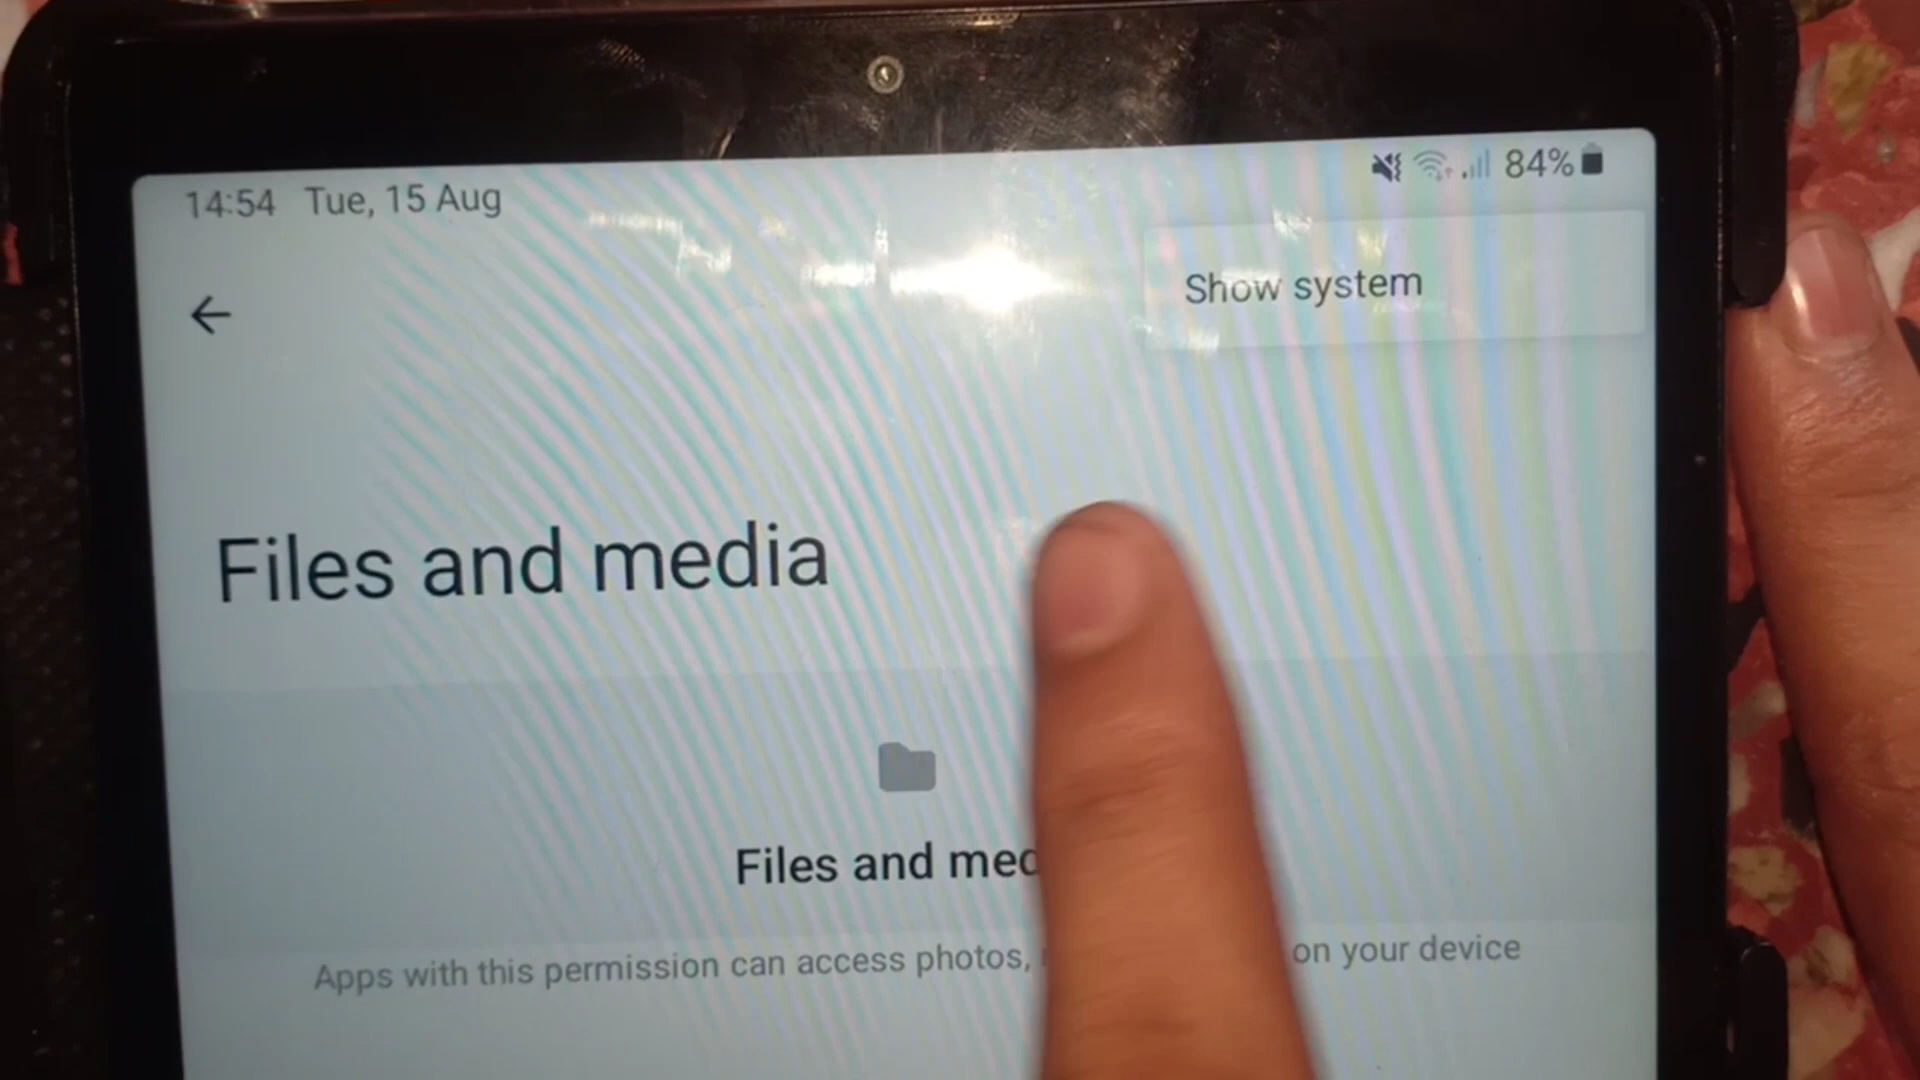 14:54 Tue, 15 Aug 84%
Show system
Files and media
Files and
Apps with this permission can access photos, on your device